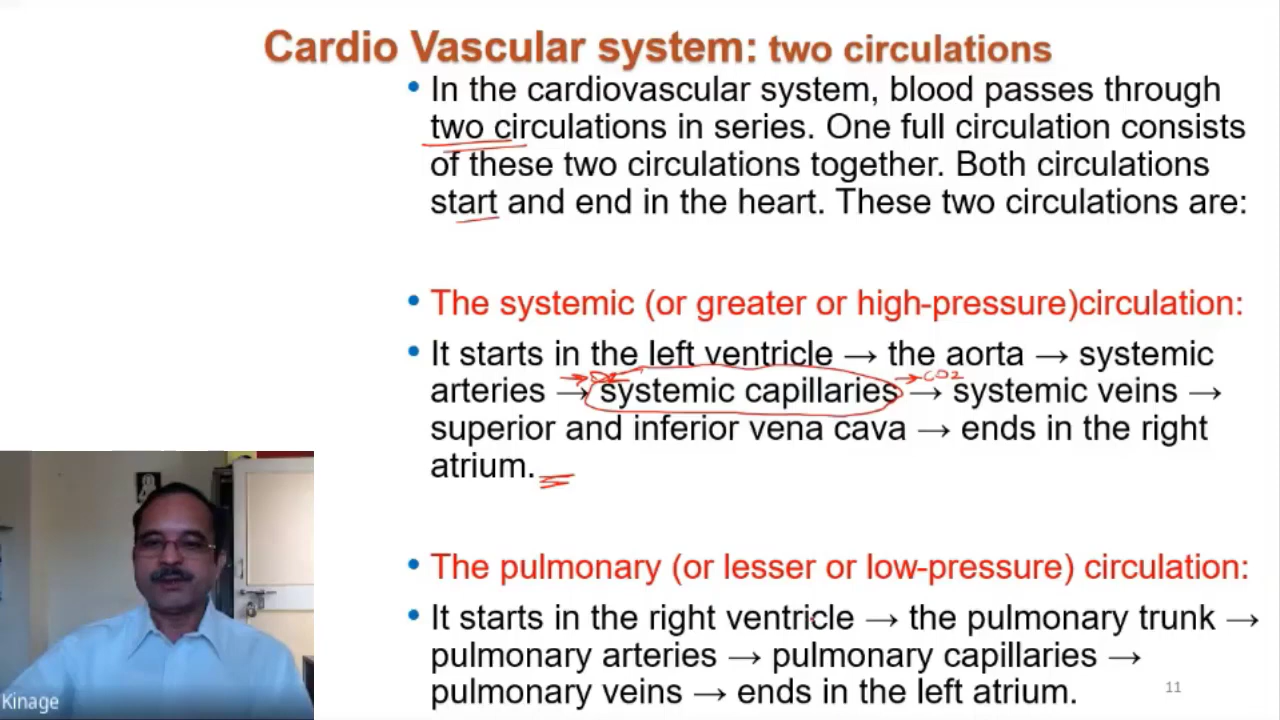 Cardio Vascular system: two circulations
• In the cardiovascular system, blood passes through
two circulations in series. One full circulation consists
of these two circulations together. Both circulations
start and end in the heart. These two circulations are:
• The systemic (or greater or high-pressure)circulation:
• It starts in the left ventricle → the aorta → systemic
→ O2 → CO2
arteries → systemic capillaries → systemic veins →
superior and inferior vena cava → ends in the right
atrium.
• The pulmonary (or lesser or low-pressure) circulation:
• It starts in the right ventricle → the pulmonary trunk →
pulmonary arteries → pulmonary capillaries →
pulmonary veins → ends in the left atrium.
11
Kinage